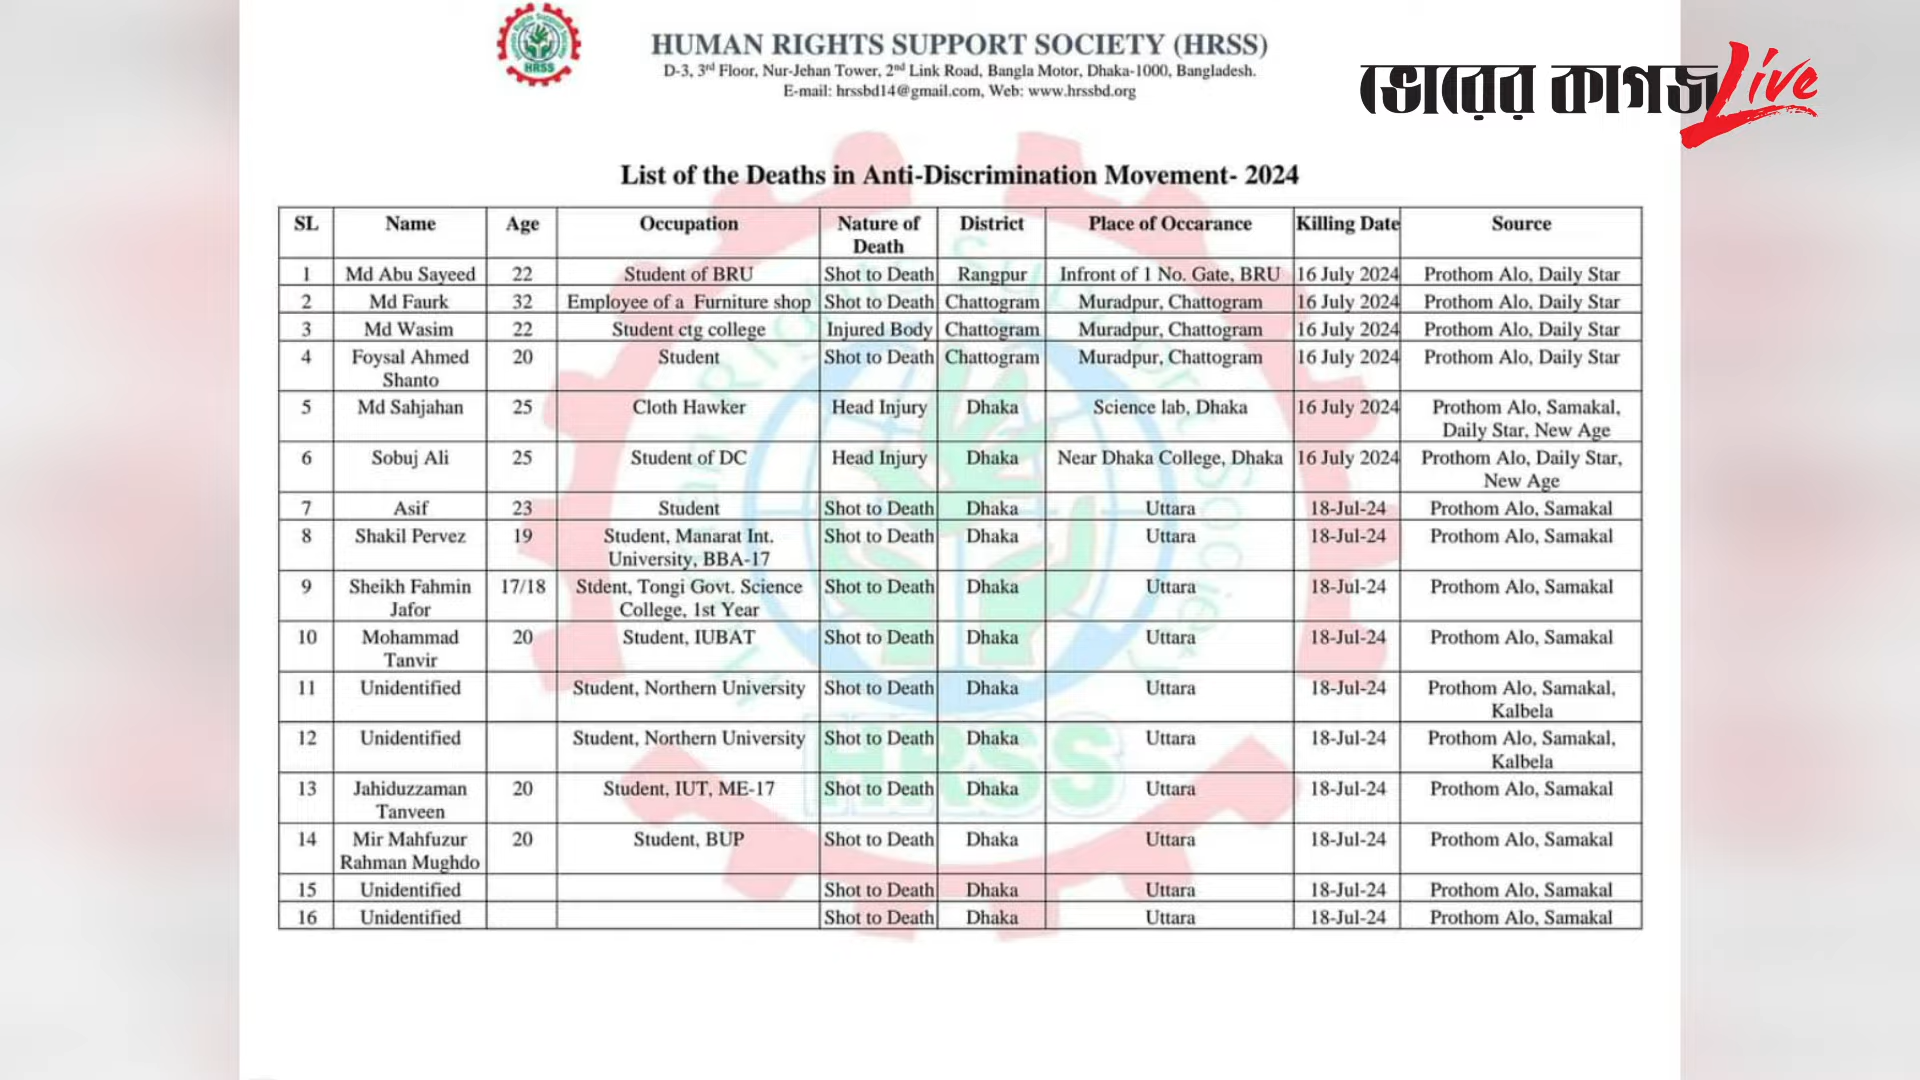 HUMAN RIGHTS SUPPORT SOCIETY (HRSS)
D-3, 3rd Floor, Nur-Jehan Tower, 2nd Link Road, Bangla Motor, Dhaka-1000, Bangladesh.
E-mail: hrssbd14@gmail.com, Web: www.hrssbd.org
HRSS
ভোরের কাগজ Live
List of the Deaths in Anti-Discrimination Movement- 2024
SL Name Age Occupation Nature of Death District Place of Occarance Killing Date Source
1 Md Abu Sayeed 22 Student of BRU Shot to Death Rangpur Infront of 1 No. Gate, BRU 16 July 2024 Prothom Alo, Daily Star
2 Md Faurk 32 Employee of a Furniture shop Shot to Death Chattogram Muradpur, Chattogram 16 July 2024 Prothom Alo, Daily Star
3 Md Wasim 22 Student ctg college Injured Body Chattogram Muradpur, Chattogram 16 July 2024 Prothom Alo, Daily Star
4 Foysal Ahmed Shanto 20 Student Shot to Death Chattogram Muradpur, Chattogram 16 July 2024 Prothom Alo, Daily Star
5 Md Sahjahan 25 Cloth Hawker Head Injury Dhaka Science lab, Dhaka 16 July 2024 Prothom Alo, Samakal, Daily Star, New Age
6 Sobuj Ali 25 Student of DC Head Injury Dhaka Near Dhaka College, Dhaka 16 July 2024 Prothom Alo, Daily Star, New Age
7 Asif 23 Student Shot to Death Dhaka Uttara 18-Jul-24 Prothom Alo, Samakal
8 Shakil Pervez 19 Student, Manarat Int. University, BBA-17 Shot to Death Dhaka Uttara 18-Jul-24 Prothom Alo, Samakal
9 Sheikh Fahmin Jafor 17/18 Stdent, Tongi Govt. Science College, 1st Year Shot to Death Dhaka Uttara 18-Jul-24 Prothom Alo, Samakal
10 Mohammad Tanvir 20 Student, IUBAT Shot to Death Dhaka Uttara 18-Jul-24 Prothom Alo, Samakal
11 Unidentified Student, Northern University Shot to Death Dhaka Uttara 18-Jul-24 Prothom Alo, Samakal, Kalbela
12 Unidentified Student, Northern University Shot to Death Dhaka Uttara 18-Jul-24 Prothom Alo, Samakal, Kalbela
13 Jahiduzzaman Tanveen 20 Student, IUT, ME-17 Shot to Death Dhaka Uttara 18-Jul-24 Prothom Alo, Samakal
14 Mir Mahfuzur Rahman Mughdo 20 Student, BUP Shot to Death Dhaka Uttara 18-Jul-24 Prothom Alo, Samakal
15 Unidentified Shot to Death Dhaka Uttara 18-Jul-24 Prothom Alo, Samakal
16 Unidentified Shot to Death Dhaka Uttara 18-Jul-24 Prothom Alo, Samakal
HRSS